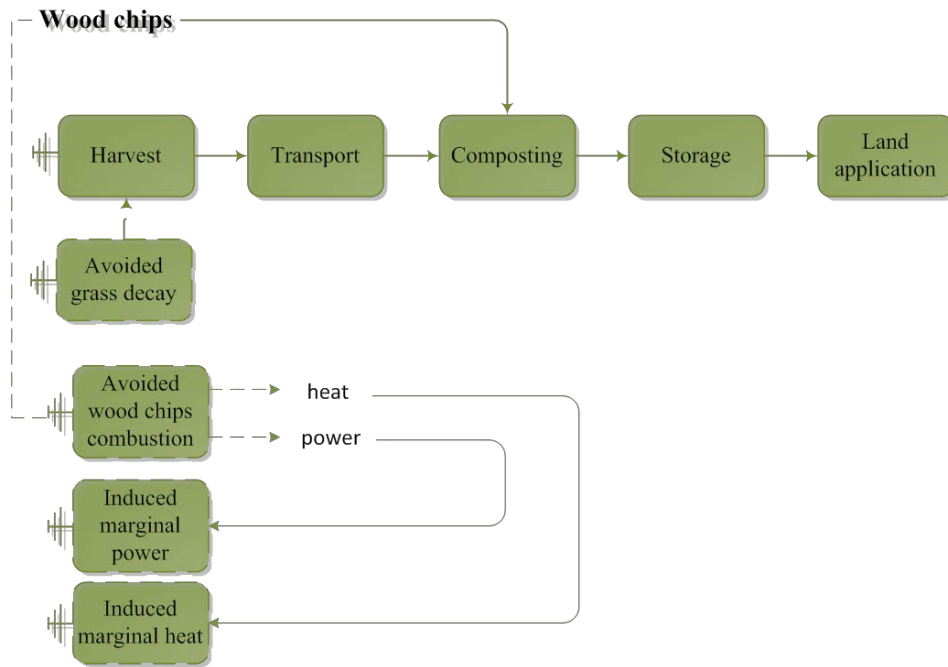 Wood chips
Harvest
Transport
Composting
Storage
Land
application
Avoided
grass decay
Avoided
wood chips
combustion
heat
power
Induced
marginal
power
Induced
marginal heat